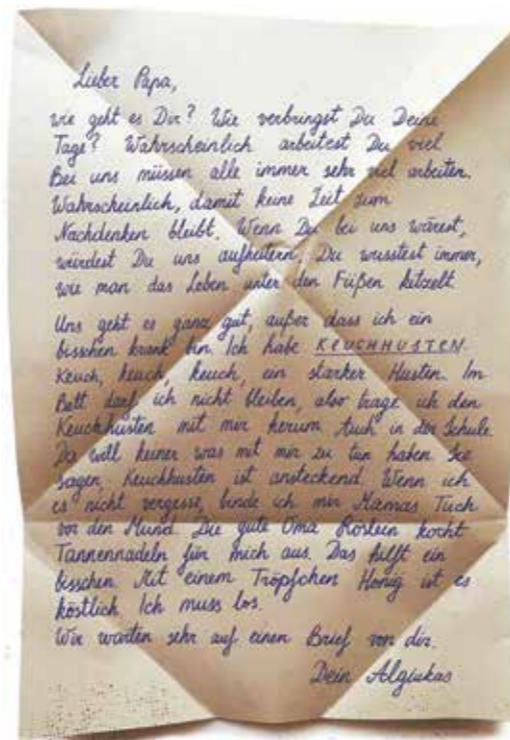 Lieber Papa,
wie geht es Dir? Wie verbringst Du Deine
Tage? Wahrscheinlich arbeitest Du viel
Bei uns müssen alle immer sehr viel arbeiten.
Wahrscheinlich, damit keine Zeit zum
Nachdenken bleibt. Wenn Du bei uns wärest,
würdest Du uns aufheitern. Du wusstest immer,
wie man das Leben unter den Füßen kitzelt
Uns geht es ganz gut, außer dass ich ein
bisschen krank bin. Ich habe KEUCHHUSTEN.
Keuch, keuch, keuch, ein starker Husten. Im
Bett darf ich nicht bleiben, also trage ich den
Keuchhusten mit mir herum Auch in der Schule.
Da will keiner was mit mir zu tun haben Sie
sagen, Keuchhusten ist ansteckend. Wenn ich
es nicht vergesse, binde ich mir Mamas Tuch
vor den Mund. Die gute Oma Röslein kocht
Tannennadeln für mich aus. Das hilft ein
bisschen. Mit einem Tröpfchen Honig ist es
köstlich Ich muss los.
Wir warten sehr auf einen Brief von dir.
Dein Algiukas